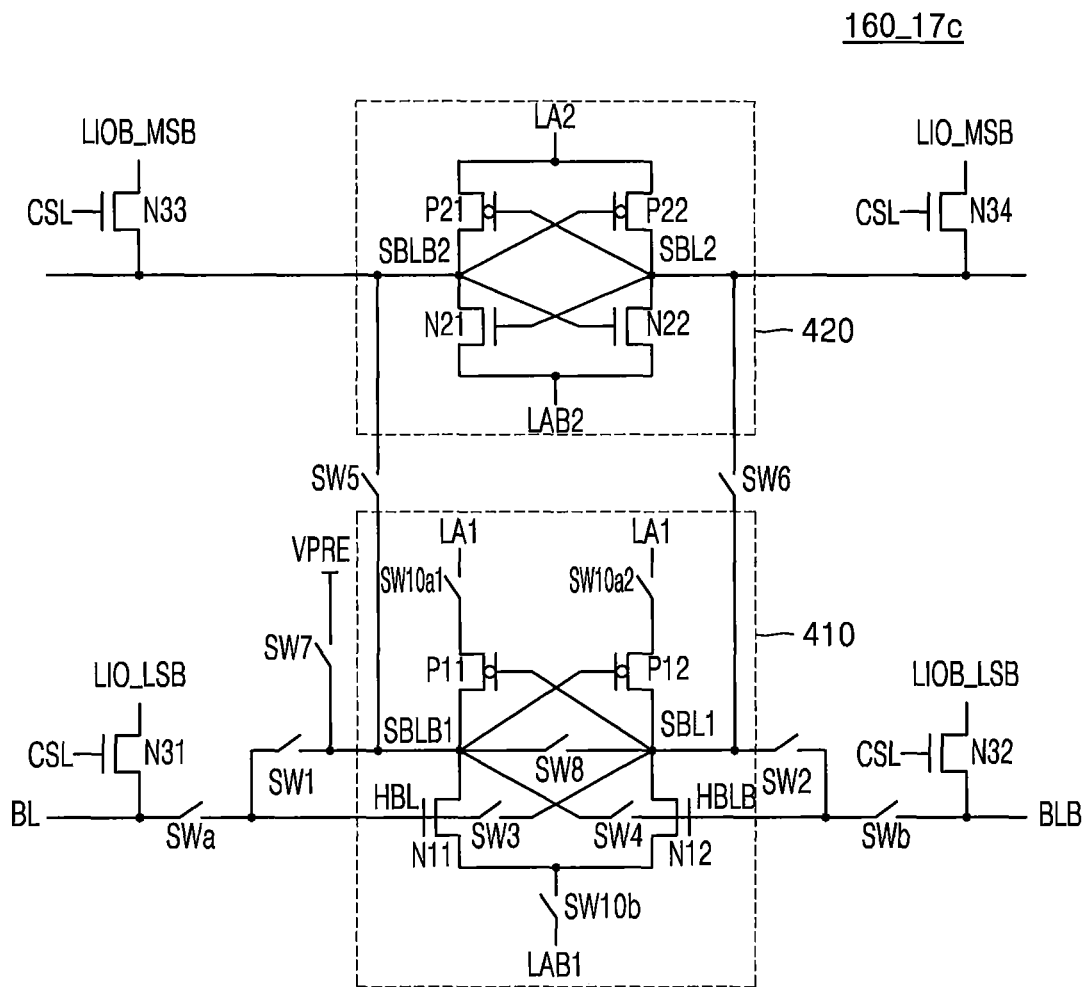 160_17c
LA2
LIOB_MSB
LIO_MSB
CSL
N33
P21
P22
CSL
N34
SBLB2
SBL2
N21
N22
420
LAB2
SW5
SW6
LA1
LA1
VPRE
SW10a1
SW10a2
410
SW7
LIO_LSB
P11
P12
LIOB_LSB
SBLB1
SBL1
CSL
N31
SW1
SW8
SW2
CSL
N32
HBL
HBLB
BL
SWa
SW3
SW4
SWb
BLB
N11
N12
SW10b
LAB1